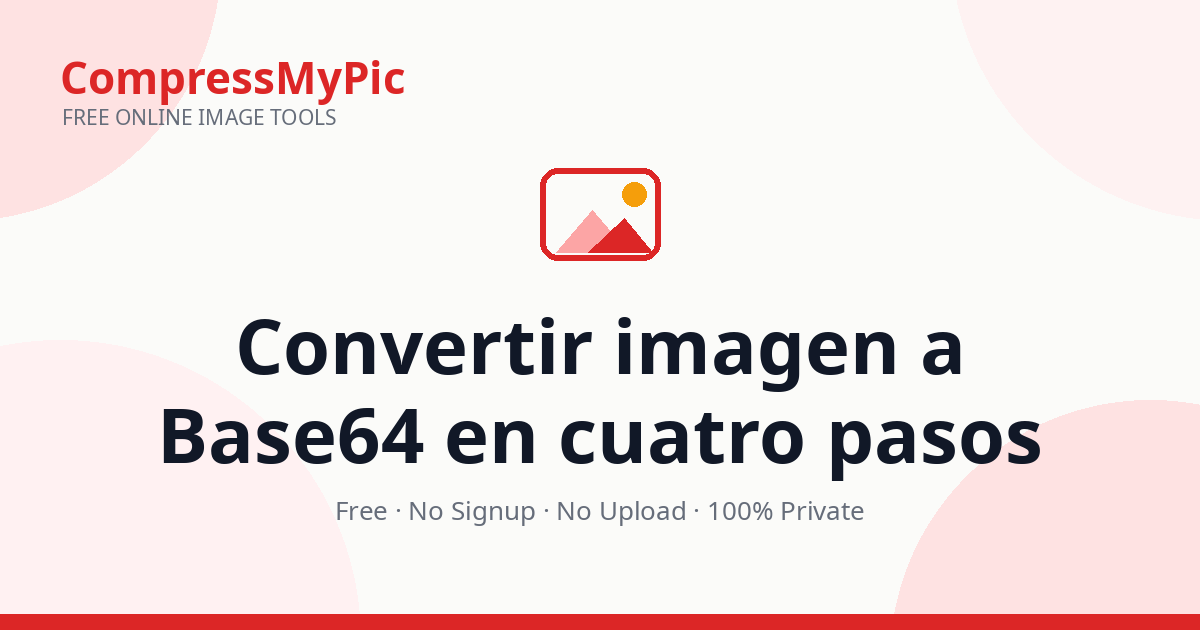 CompressMyPic
FREE ONLINE IMAGE TOOLS
Convertir imagen a
Base64 en cuatro pasos
Free · No Signup · No Upload · 100% Private